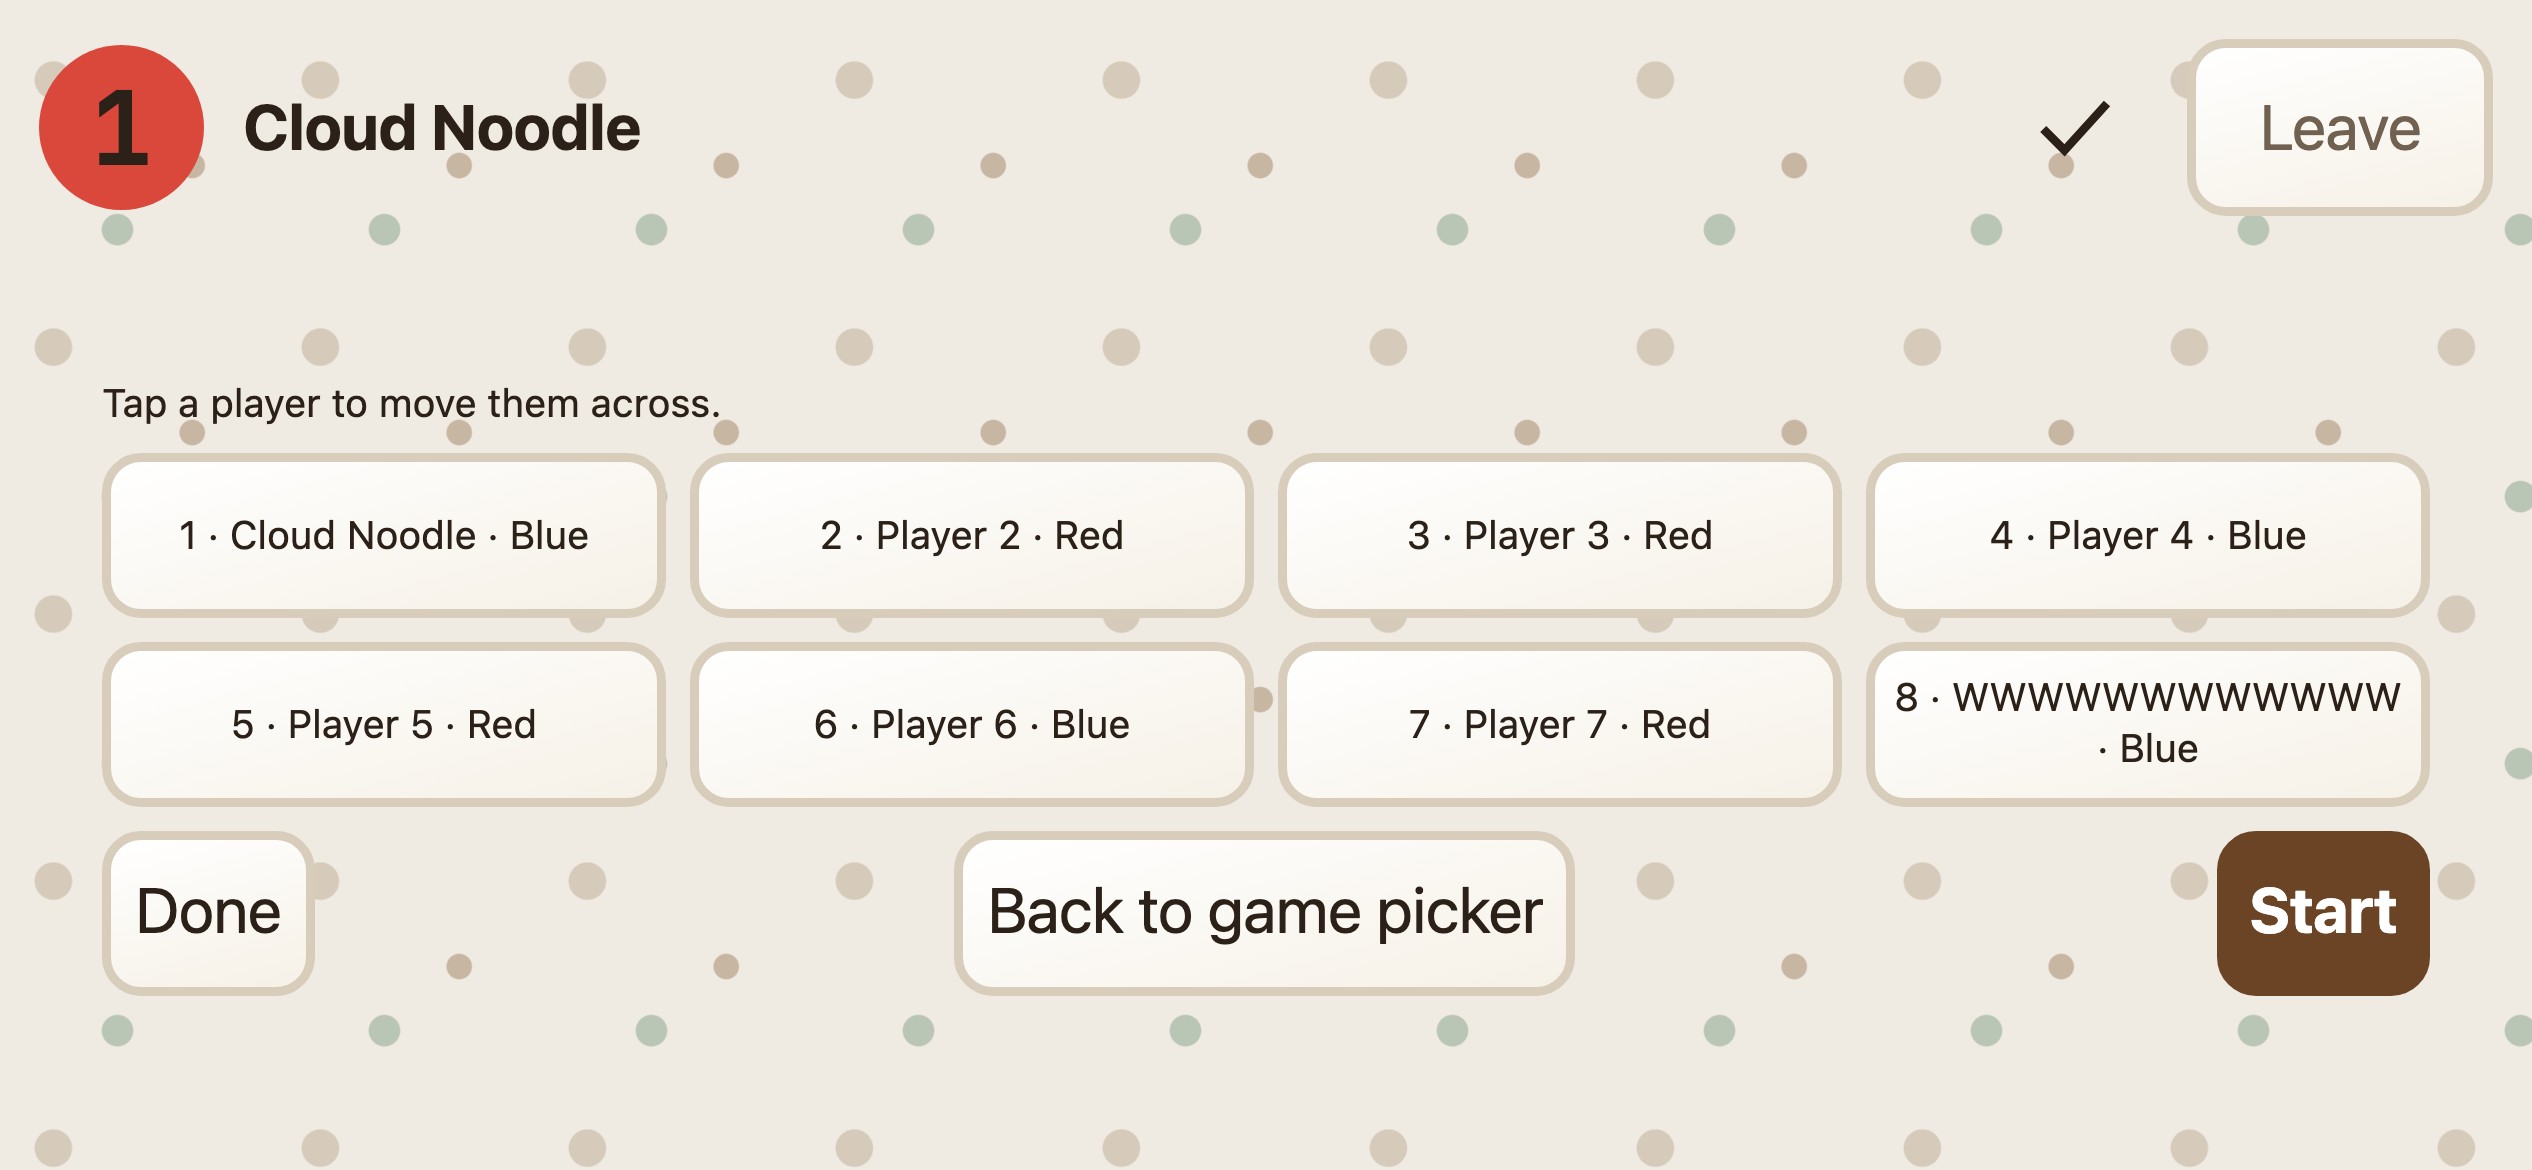 1
Cloud Noodle
Leave
Tap a player to move them across.
1 · Cloud Noodle · Blue
2 · Player 2 · Red
3 · Player 3 · Red
4 · Player 4 · Blue
5 · Player 5 · Red
6 · Player 6 · Blue
7 · Player 7 · Red
8 · WWWWWWWWWWWW
· Blue
Done
Back to game picker
Start